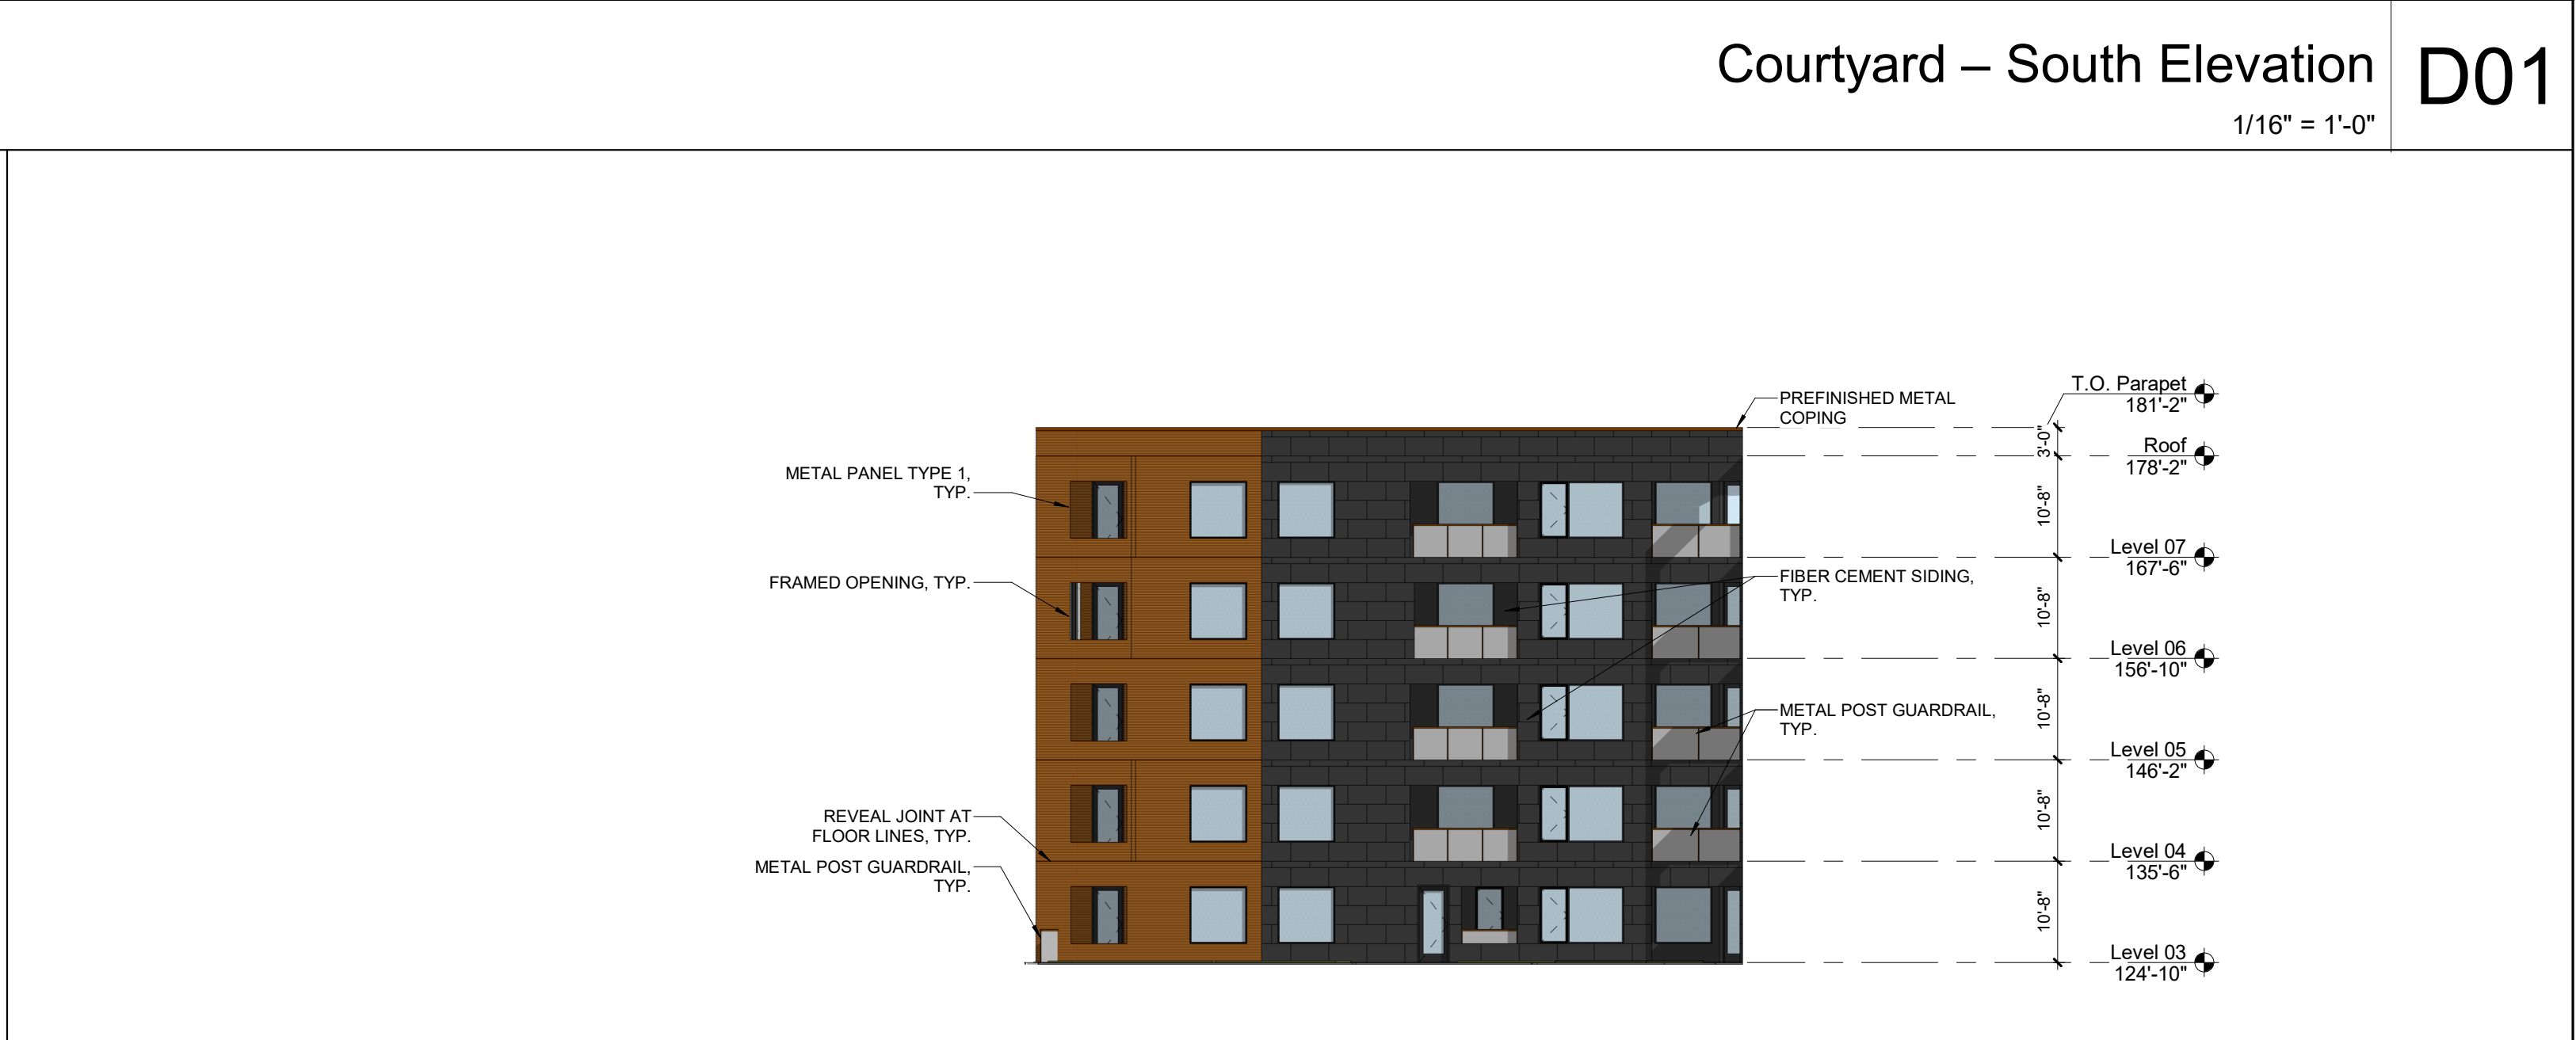 Courtyard – South Elevation
D01
1/16" = 1'-0"
T.O. Parapet
181'-2"
PREFINISHED METAL
COPING
3'-0"
Roof
178'-2"
METAL PANEL TYPE 1,
TYP.
10'-8"
Level 07
167'-6"
FRAMED OPENING, TYP.
FIBER CEMENT SIDING,
TYP.
10'-8"
Level 06
156'-10"
METAL POST GUARDRAIL,
TYP.
10'-8"
Level 05
146'-2"
REVEAL JOINT AT
FLOOR LINES, TYP.
10'-8"
Level 04
135'-6"
METAL POST GUARDRAIL,
TYP.
10'-8"
Level 03
124'-10"